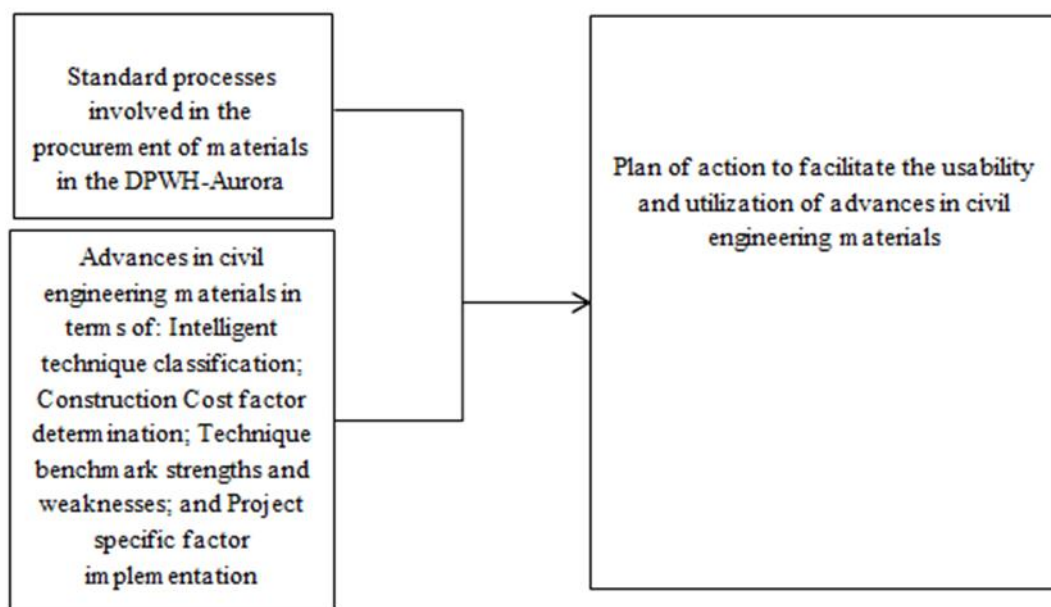 Standard processes
involved in the
procurement of materials
in the DPWH-Aurora
Advances in civil
engineering materials in
terms of: Intelligent
technique classification;
Construction Cost factor
determination; Technique
benchmark strengths and
weaknesses; and Project
specific factor
implementation
Plan of action to facilitate the usability
and utilization of advances in civil
engineering materials